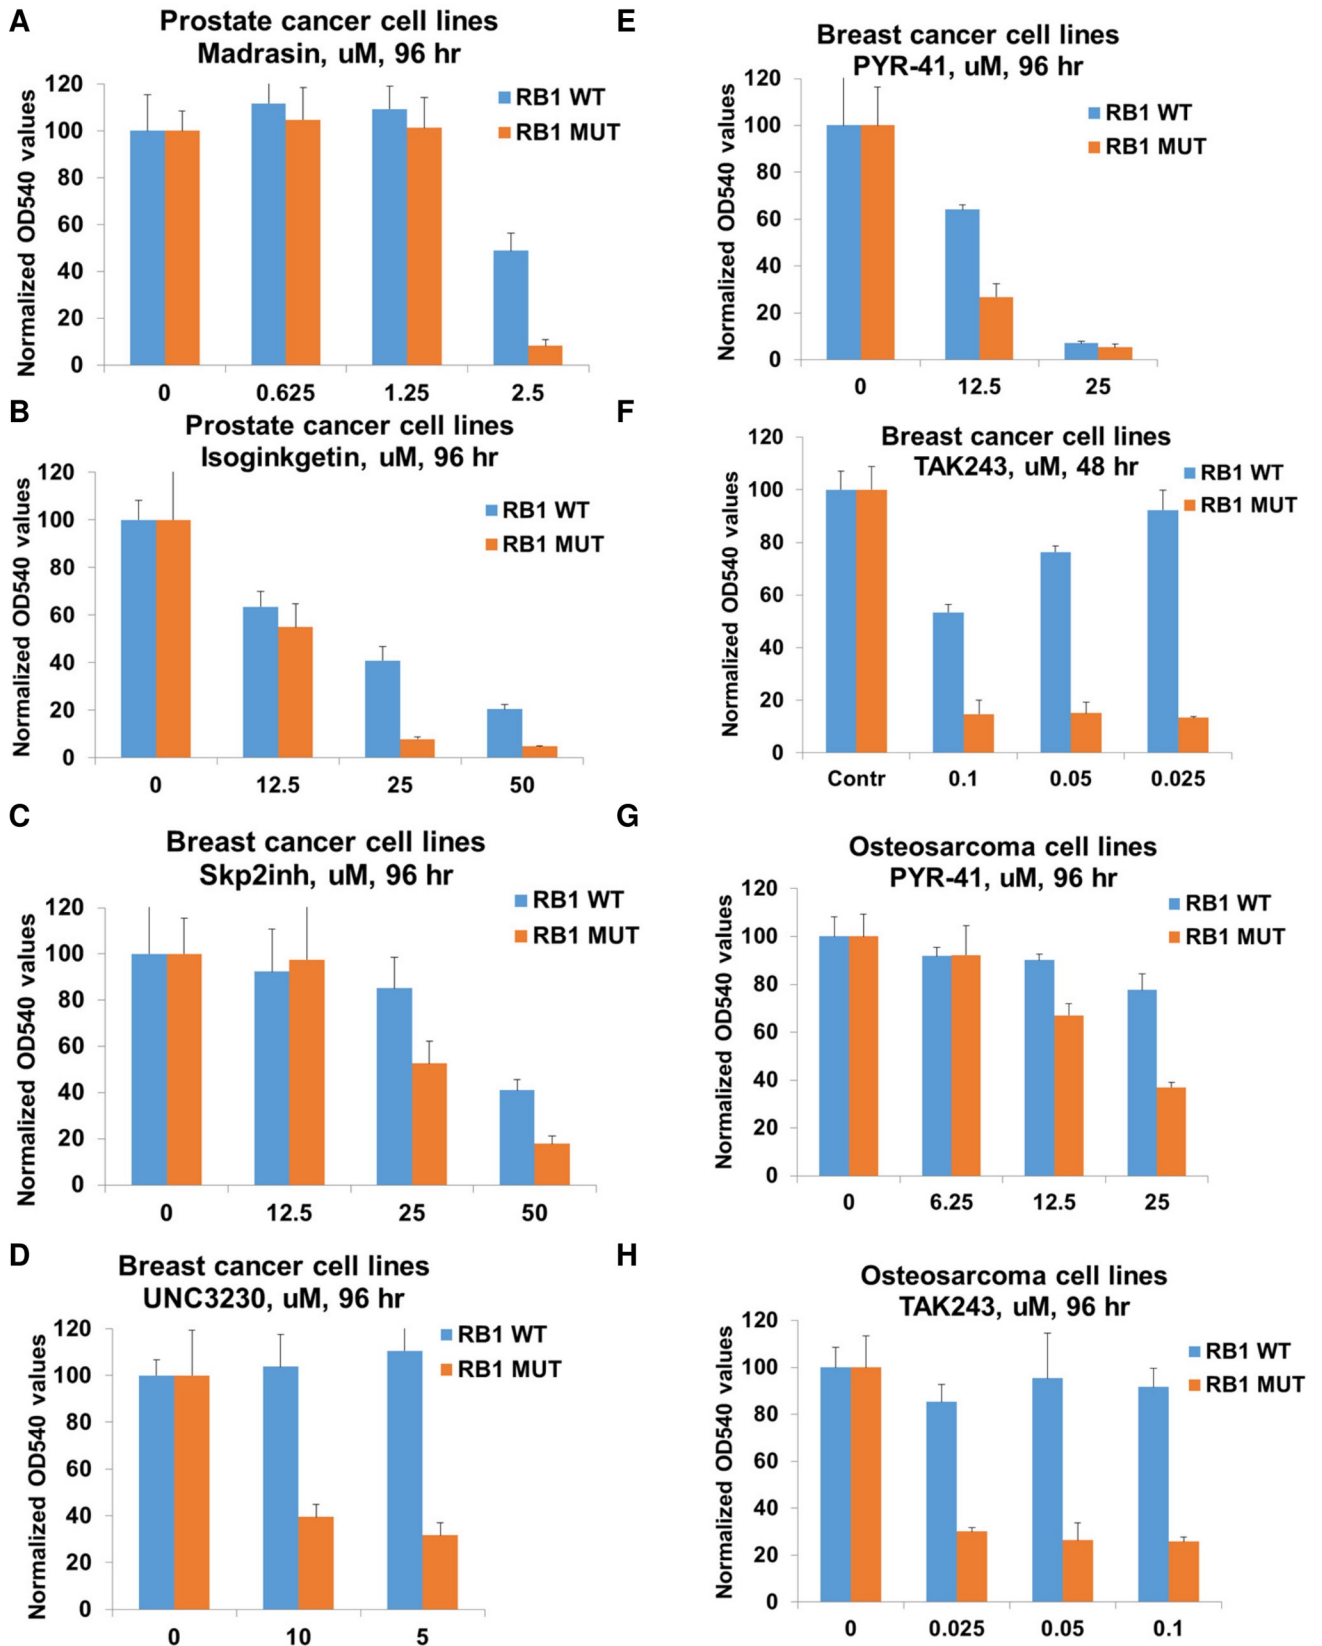 A
Prostate cancer cell lines
Madrasin, uM, 96 hr
Normalized OD540 values
120
100
80
60
40
20
0
0 0.625 1.25 2.5
RB1 WT
RB1 MUT
B
Prostate cancer cell lines
Isoginkgetin, uM, 96 hr
Normalized OD540 values
120
100
80
60
40
20
0
0 12.5 25 50
RB1 WT
RB1 MUT
C
Breast cancer cell lines
Skp2inh, uM, 96 hr
Normalized OD540 values
120
100
80
60
40
20
0
0 12.5 25 50
RB1 WT
RB1 MUT
D
Breast cancer cell lines
UNC3230, uM, 96 hr
Normalized OD540 values
120
100
80
60
40
20
0
0 10 5
RB1 WT
RB1 MUT
E
Breast cancer cell lines
PYR-41, uM, 96 hr
Normalized OD540 values
120
100
80
60
40
20
0
0 12.5 25
RB1 WT
RB1 MUT
F
Breast cancer cell lines
TAK243, uM, 48 hr
Normalized OD540 values
120
100
80
60
40
20
0
Contr 0.1 0.05 0.025
RB1 WT
RB1 MUT
G
Osteosarcoma cell lines
PYR-41, uM, 96 hr
Normalized OD540 values
120
100
80
60
40
20
0
0 6.25 12.5 25
RB1 WT
RB1 MUT
H
Osteosarcoma cell lines
TAK243, uM, 96 hr
Normalized OD540 values
120
100
80
60
40
20
0
0 0.025 0.05 0.1
RB1 WT
RB1 MUT